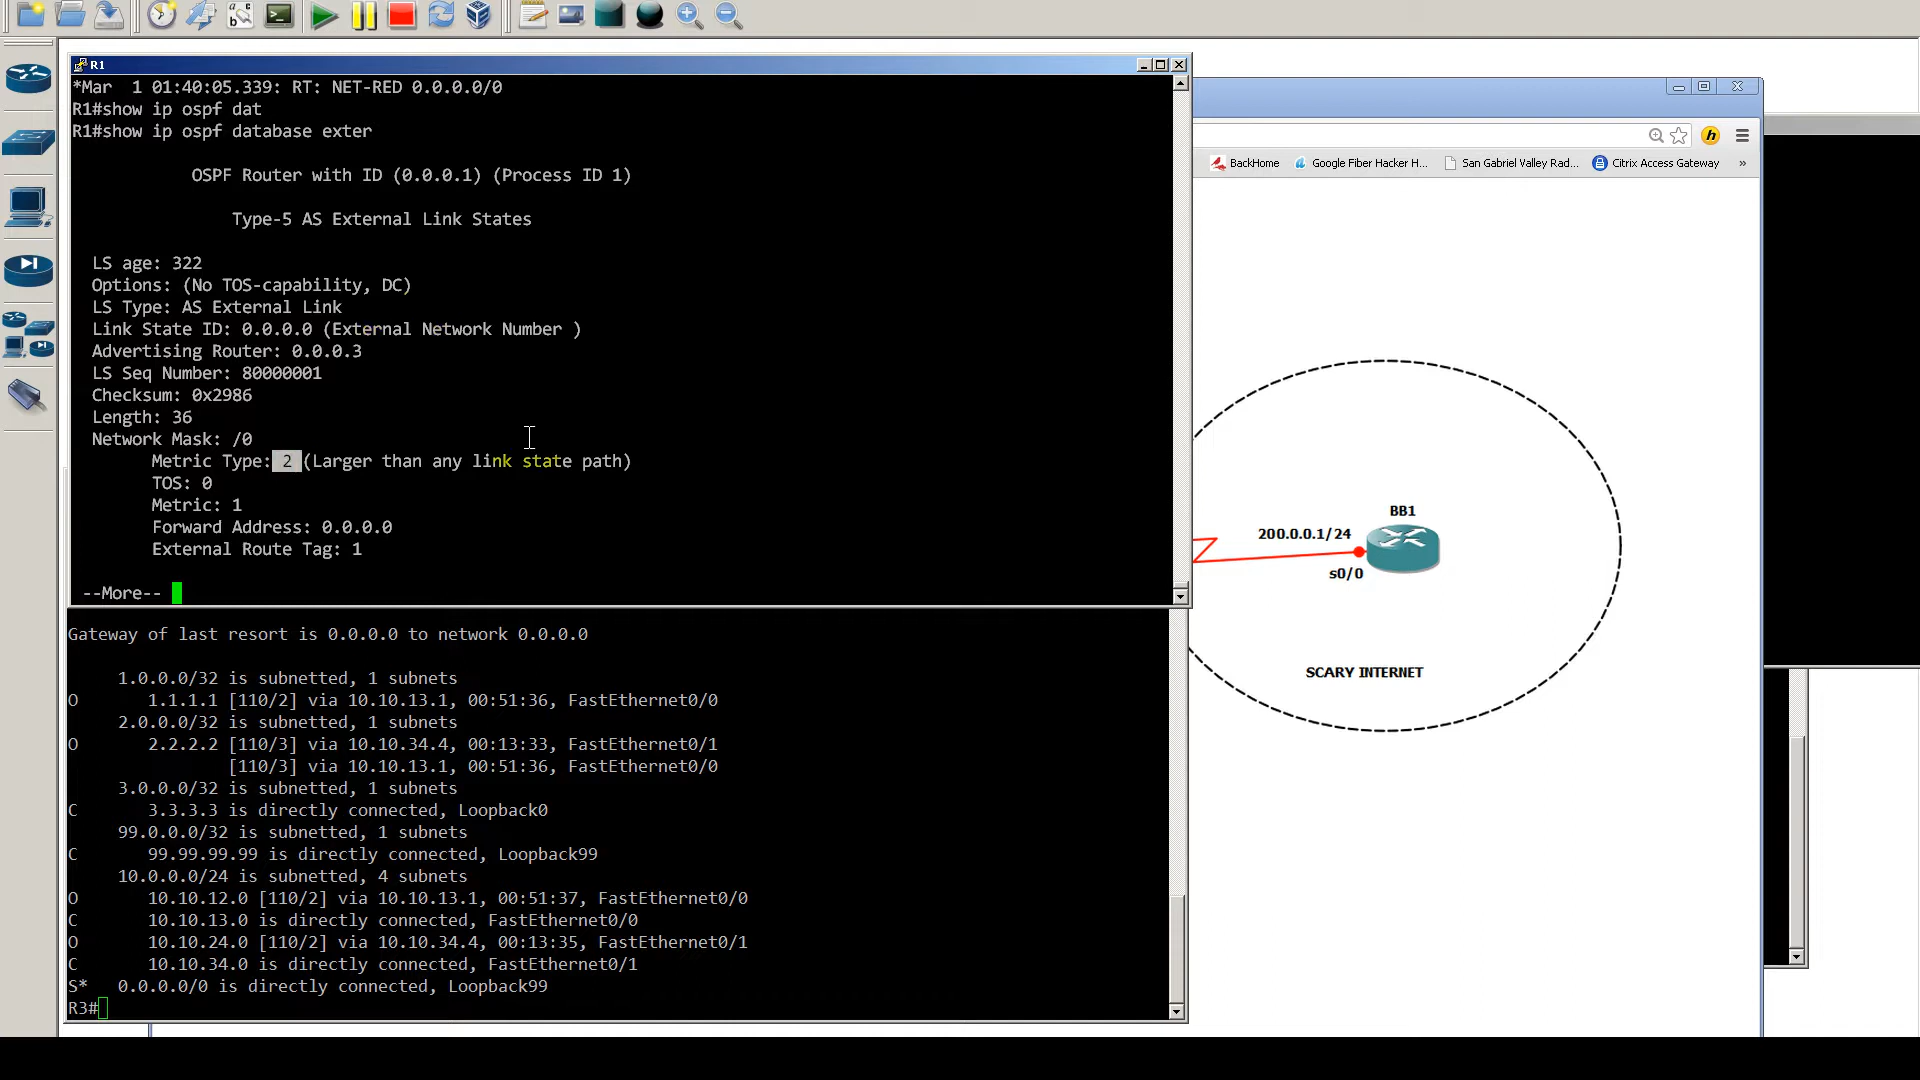 R1
*Mar  1 01:40:05.339: RT: NET-RED 0.0.0.0/0
R1#show ip ospf dat
R1#show ip ospf database exter
OSPF Router with ID (0.0.0.1) (Process ID 1)
Type-5 AS External Link States
LS age: 322
Options: (No TOS-capability, DC)
LS Type: AS External Link
Link State ID: 0.0.0.0 (External Network Number )
Advertising Router: 0.0.0.3
LS Seq Number: 80000001
Checksum: 0x2986
Length: 36
Network Mask: /0
Metric Type: 2 (Larger than any link state path)
TOS: 0
Metric: 1
Forward Address: 0.0.0.0
External Route Tag: 1
--More--
Gateway of last resort is 0.0.0.0 to network 0.0.0.0
1.0.0.0/32 is subnetted, 1 subnets
O 1.1.1.1 [110/2] via 10.10.13.1, 00:51:36, FastEthernet0/0
2.0.0.0/32 is subnetted, 1 subnets
O 2.2.2.2 [110/3] via 10.10.34.4, 00:13:33, FastEthernet0/1
[110/3] via 10.10.13.1, 00:51:36, FastEthernet0/0
3.0.0.0/32 is subnetted, 1 subnets
C 3.3.3.3 is directly connected, Loopback0
99.0.0.0/32 is subnetted, 1 subnets
C 99.99.99.99 is directly connected, Loopback99
10.0.0.0/24 is subnetted, 4 subnets
O 10.10.12.0 [110/2] via 10.10.13.1, 00:51:37, FastEthernet0/0
C 10.10.13.0 is directly connected, FastEthernet0/0
O 10.10.24.0 [110/2] via 10.10.34.4, 00:13:35, FastEthernet0/1
C 10.10.34.0 is directly connected, FastEthernet0/1
S* 0.0.0.0/0 is directly connected, Loopback99
R3#
BackHome
Google Fiber Hacker H...
San Gabriel Valley Rad...
Citrix Access Gateway
»
BB1
200.0.0.1/24
s0/0
SCARY INTERNET